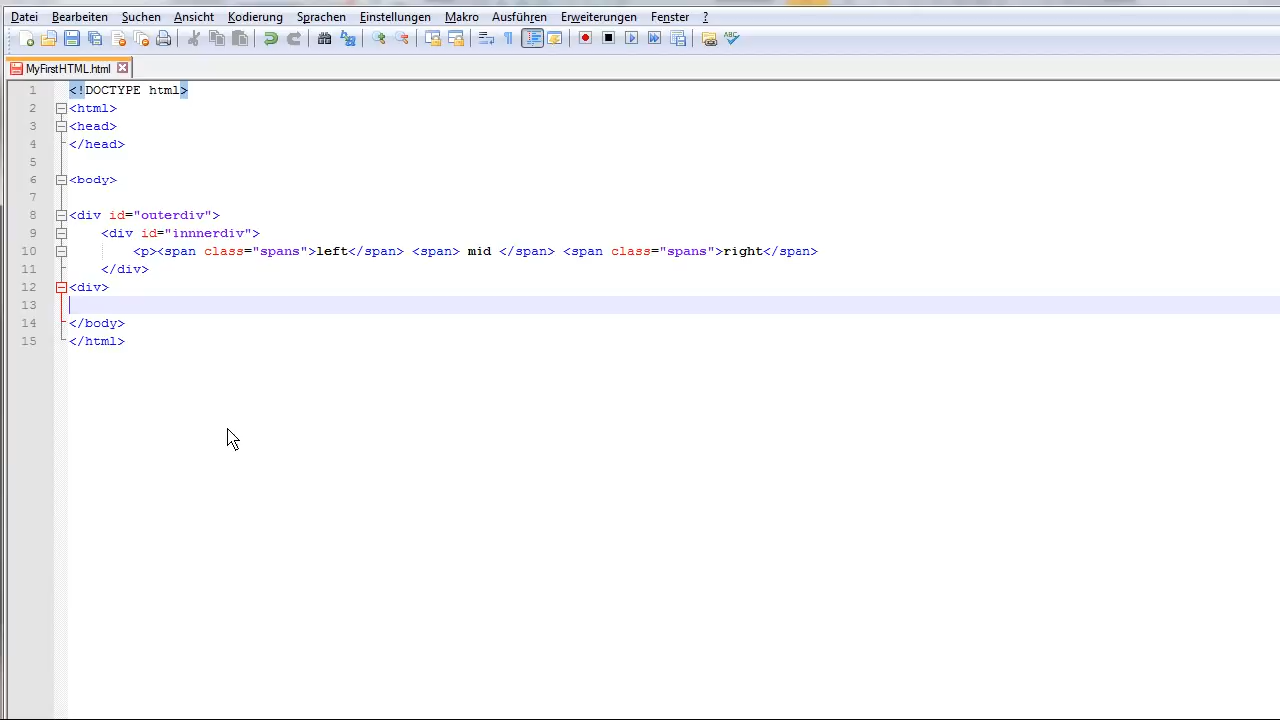 Datei Bearbeiten Suchen Ansicht Kodierung Sprachen Einstellungen Makro Ausführen Erweiterungen Fenster ?
ABC
MyFirstHTML.html
1 <!DOCTYPE html>
2 <html>
3 <head>
4 </head>
5
6 <body>
7
8 <div id="outerdiv">
9 <div id="innnerdiv">
10 <p><span class="spans">left</span> <span> mid </span> <span class="spans">right</span>
11 </div>
12 <div>
13
14 </body>
15 </html>